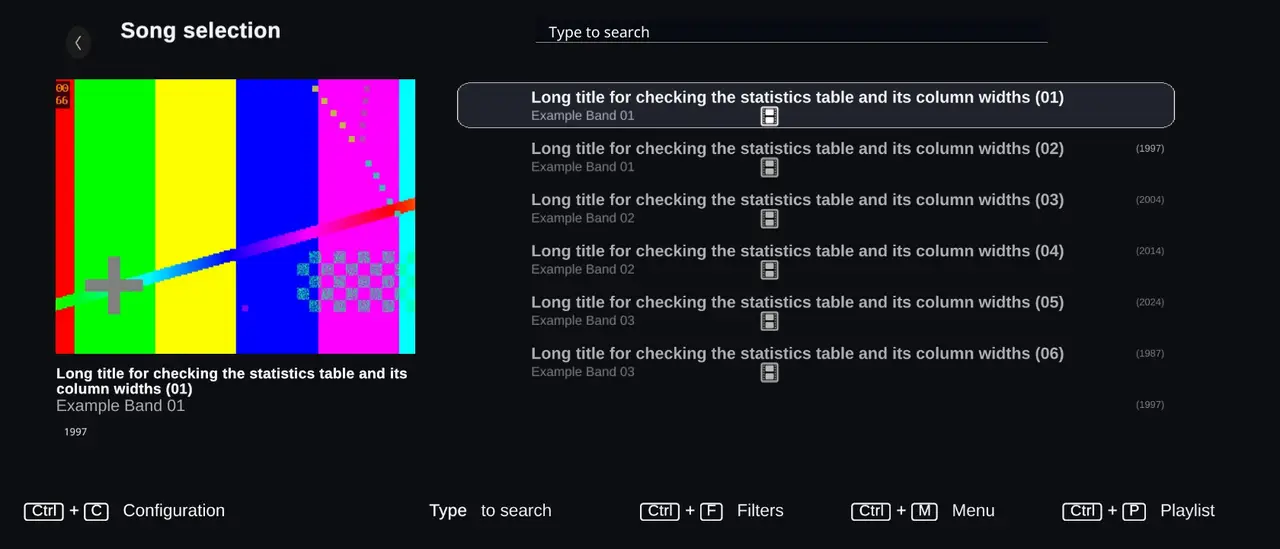 Song selection
Type to search
00
66
Long title for checking the statistics table and its column widths (01)
Example Band 01
Long title for checking the statistics table and its column widths (02)
(1997)
Example Band 01
Long title for checking the statistics table and its column widths (03)
(2004)
Example Band 02
Long title for checking the statistics table and its column widths (04)
(2014)
Example Band 02
Long title for checking the statistics table and its column widths (05)
(2024)
Example Band 03
Long title for checking the statistics table and its column widths (06)
(1987)
Example Band 03
(1997)
Long title for checking the statistics table and its
column widths (01)
Example Band 01
1997
Ctrl + C Configuration
Type to search
Ctrl + F Filters
Ctrl + M Menu
Ctrl + P Playlist